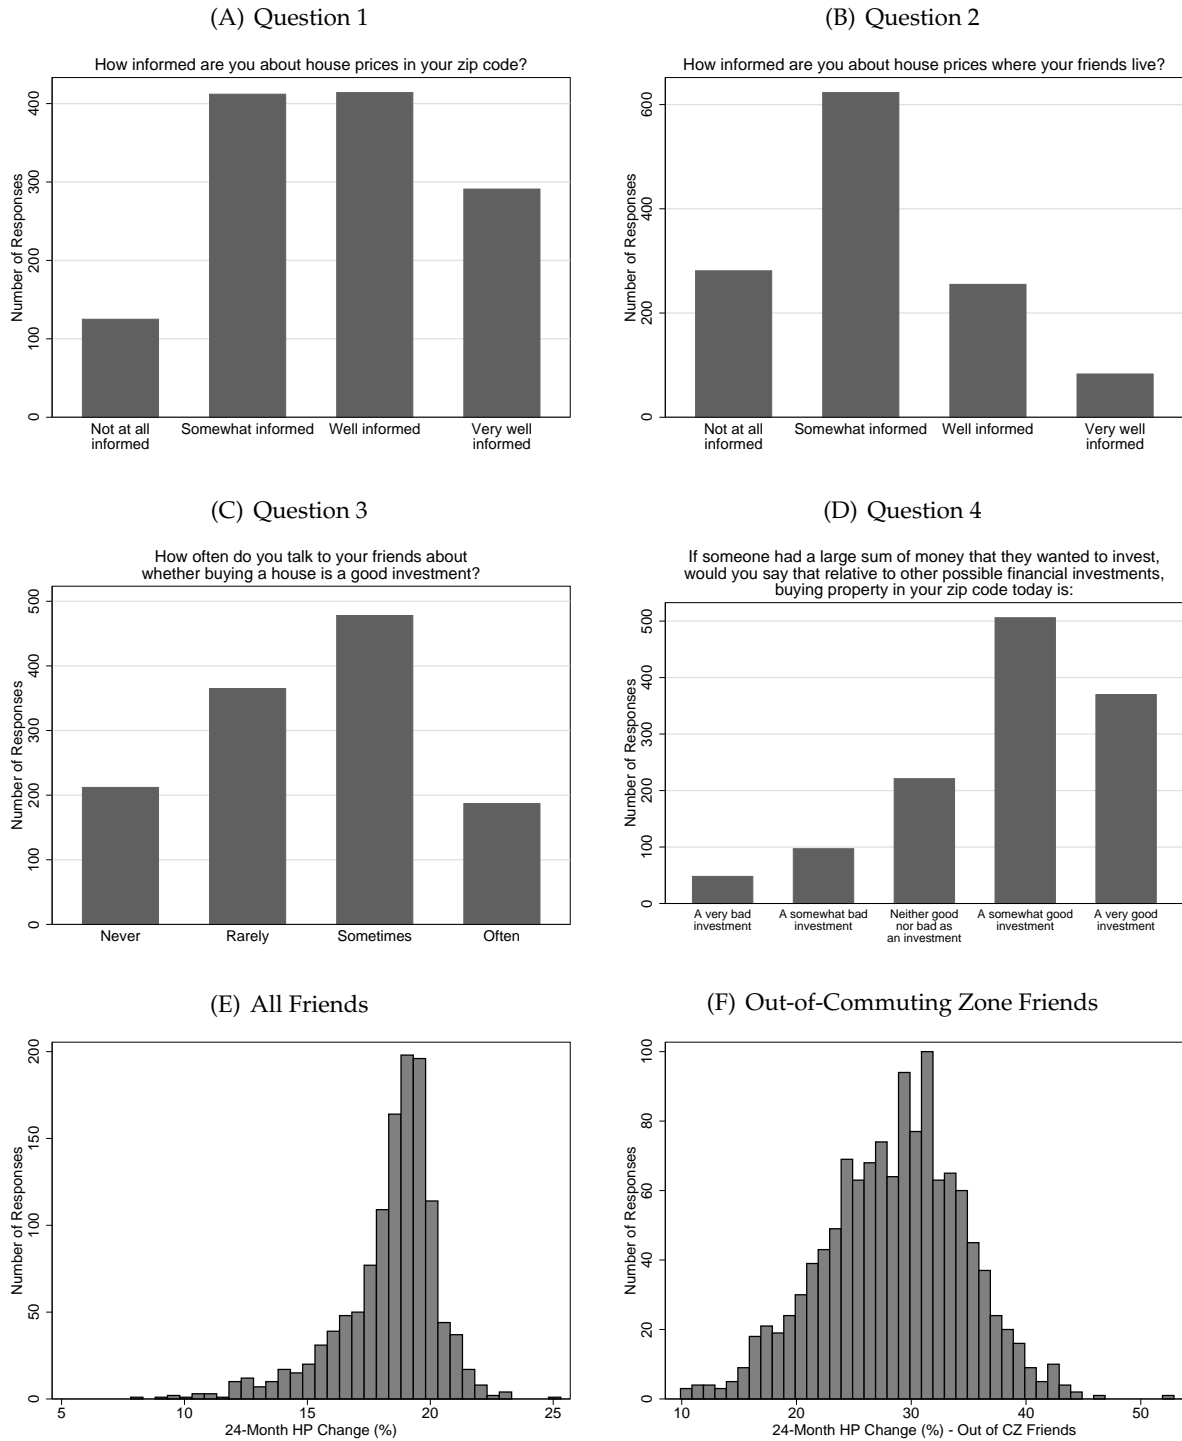 (A) Question 1
How informed are you about house prices in your zip code?
Number of Responses
400
300
200
100
0
Not at all
informed
Somewhat informed
Well informed
Very well
informed
(B) Question 2
How informed are you about house prices where your friends live?
Number of Responses
600
400
200
0
Not at all
informed
Somewhat informed
Well informed
Very well
informed
(C) Question 3
How often do you talk to your friends about
whether buying a house is a good investment?
Number of Responses
500
400
300
200
100
0
Never
Rarely
Sometimes
Often
(D) Question 4
If someone had a large sum of money that they wanted to invest,
would you say that relative to other possible financial investments,
buying property in your zip code today is:
Number of Responses
500
400
300
200
100
0
A very bad
investment
A somewhat bad
investment
Neither good
nor bad as
an investment
A somewhat good
investment
A very good
investment
(E) All Friends
Number of Responses
200
150
100
50
0
5 10 15 20 25
24-Month HP Change (%)
(F) Out-of-Commuting Zone Friends
Number of Responses
100
80
60
40
20
0
10 20 30 40 50
24-Month HP Change (%) - Out of CZ Friends